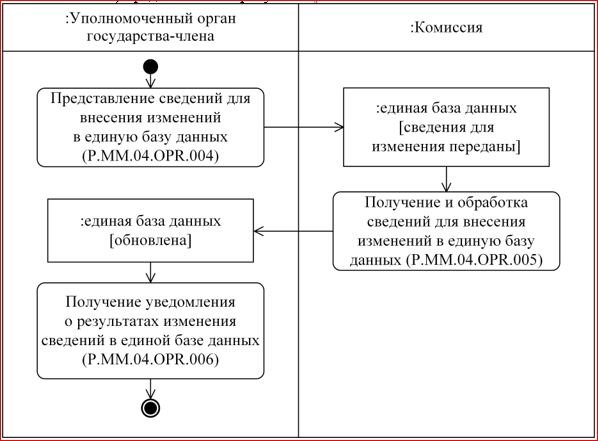 :Уполномоченный орган
государства-члена
:Комиссия
Представление сведений для
внесения изменений
в единую базу данных
(P.MM.04.OPR.004)
:единая база данных
[сведения для
изменения переданы]
Получение и обработка
сведений для внесения
изменений в единую базу
данных (P.MM.04.OPR.005)
:единая база данных
[обновлена]
Получение уведомления
о результатах изменения
сведений в единой базе данных
(P.MM.04.OPR.006)